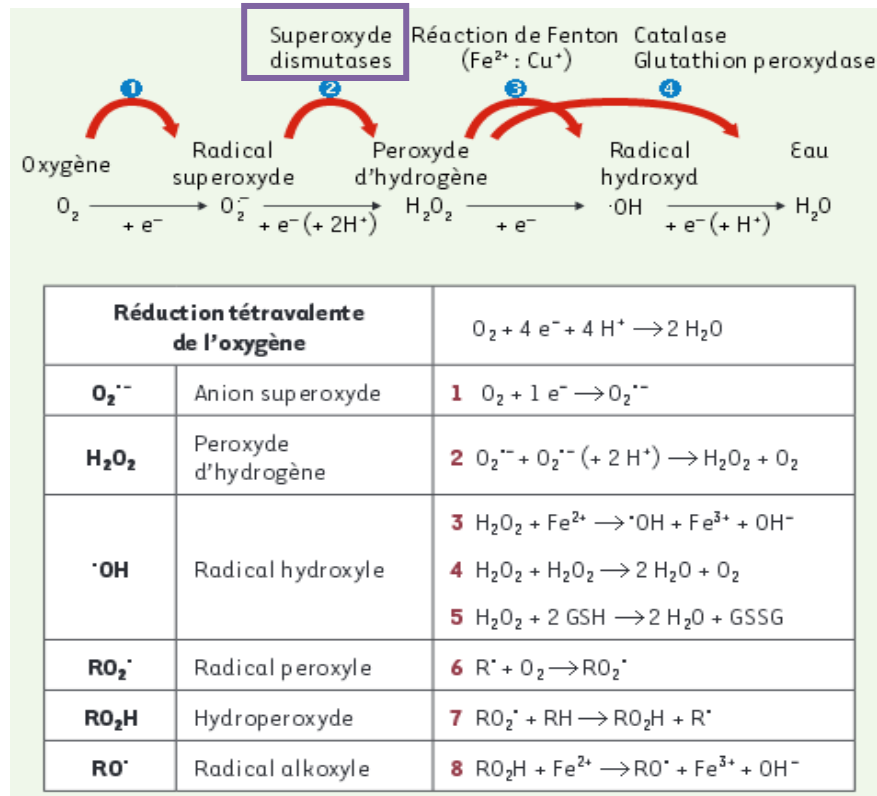 Superoxyde Réaction de Fenton Catalase
dismutases (Fe²⁺ : Cu⁺) Glutathion peroxydase
1 2 3 4
Oxygène Radical superoxyde Peroxyde d'hydrogène Radical hydroxyd Eau
O₂ + e⁻ O₂˙⁻ + e⁻ (+ 2H⁺) H₂O₂ + e⁻ ·OH + e⁻ (+ H⁺) H₂O
Réduction tétravalente
de l'oxygène
O₂ + 4 e⁻ + 4 H⁺ → 2 H₂O
O₂˙⁻ Anion superoxyde 1 O₂ + 1 e⁻ → O₂˙⁻
H₂O₂ Peroxyde
d'hydrogène
2 O₂˙⁻ + O₂˙⁻ (+ 2 H⁺) → H₂O₂ + O₂
3 H₂O₂ + Fe²⁺ → ˙OH + Fe³⁺ + OH⁻
˙OH Radical hydroxyle 4 H₂O₂ + H₂O₂ → 2 H₂O + O₂
5 H₂O₂ + 2 GSH → 2 H₂O + GSSG
RO₂˙ Radical peroxyle 6 R˙ + O₂ → RO₂˙
RO₂H Hydroperoxyde 7 RO₂˙ + RH → RO₂H + R˙
RO˙ Radical alkoxyle 8 RO₂H + Fe²⁺ → RO˙ + Fe³⁺ + OH⁻